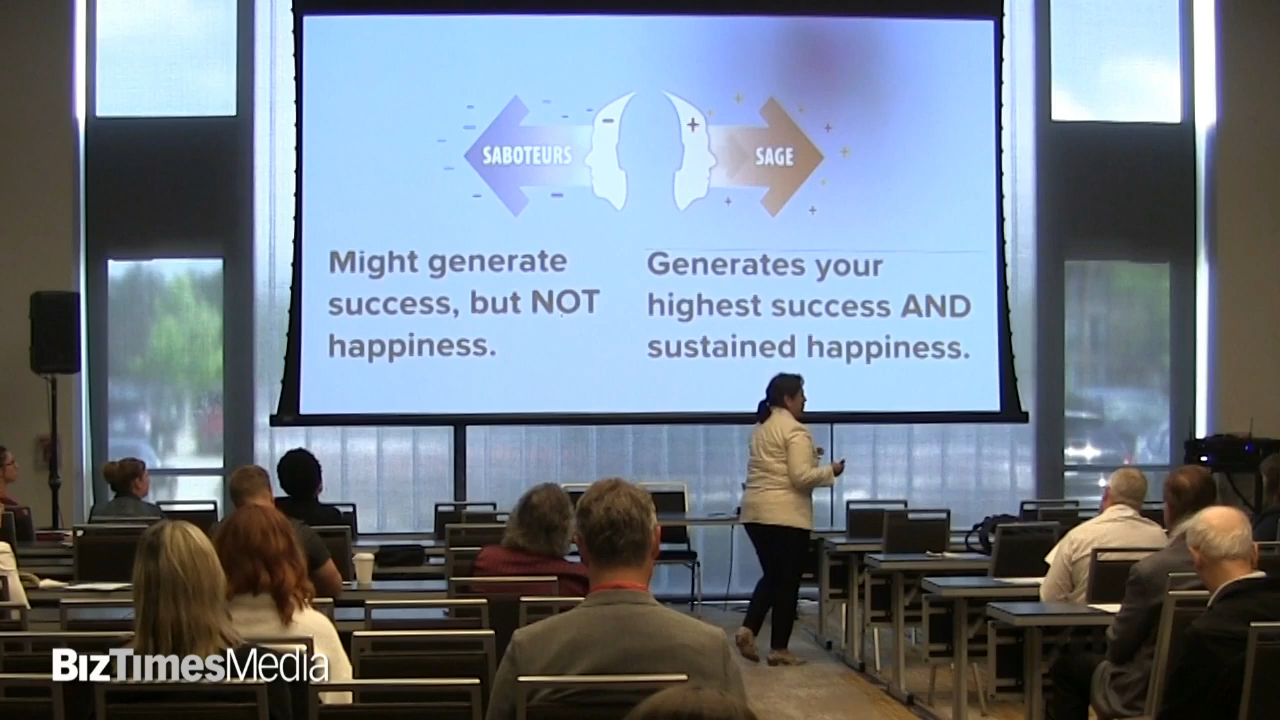 SABOTEURS
SAGE
Might generate
success, but NOT
happiness.
Generates your
highest success AND
sustained happiness.
BizTimesMedia